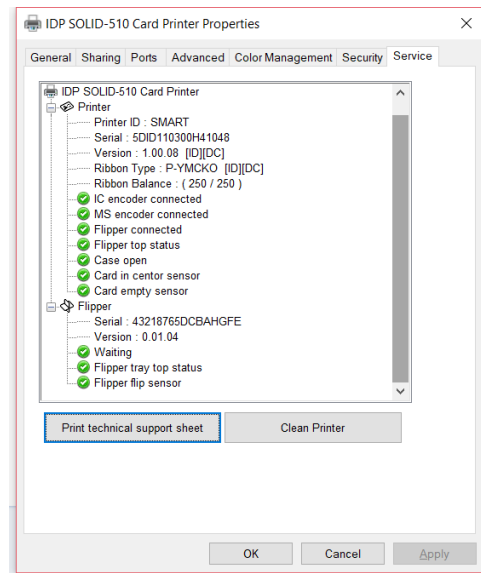 IDP SOLID-510 Card Printer Properties
General Sharing Ports Advanced Color Management Security Service
IDP SOLID-510 Card Printer
Printer
Printer ID : SMART
Serial : 5DID110300H41048
Version : 1.00.08 [ID][DC]
Ribbon Type : P-YMCKO [ID][DC]
Ribbon Balance : ( 250 / 250 )
IC encoder connected
MS encoder connected
Flipper connected
Flipper top status
Case open
Card in centor sensor
Card empty sensor
Flipper
Serial : 43218765DCBAHGFE
Version : 0.01.04
Waiting
Flipper tray top status
Flipper flip sensor
Print technical support sheet Clean Printer
OK Cancel Apply